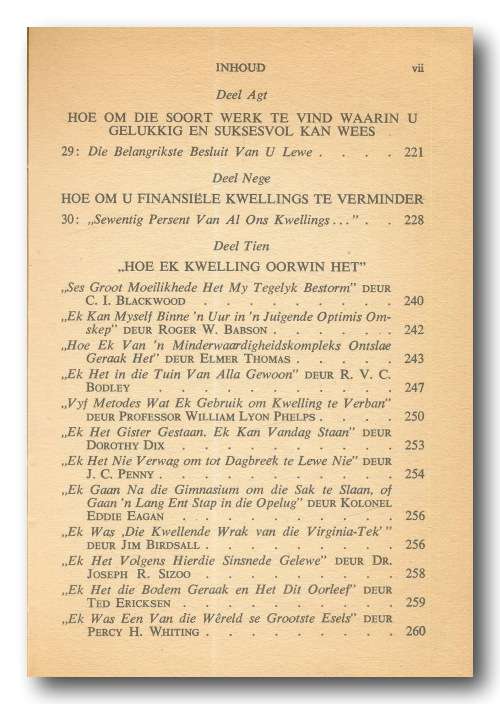 INHOUD vii
Deel Agt
HOE OM DIE SOORT WERK TE VIND WAARIN U
GELUKKIG EN SUKSESVOL KAN WEES
29: Die Belangrikste Besluit Van U Lewe . . . . 221
Deel Nege
HOE OM U FINANSIËLE KWELLINGS TE VERMINDER
30: „Sewentig Persent Van Al Ons Kwellings . . .” . . 228
Deel Tien
„HOE EK KWELLING OORWIN HET”
„Ses Groot Moeilikhede Het My Tegelyk Bestorm” DEUR
C. I. BLACKWOOD . . . . . . . . . 240
„Ek Kan Myself Binne 'n Uur in 'n Juigende Optimis Om-
skep” DEUR ROGER W. BABSON . . . . . . 242
„Hoe Ek Van 'n Minderwaardigheidskompleks Ontslae
Geraak Het” DEUR ELMER THOMAS . . . . . 243
„Ek Het in die Tuin Van Alla Gewoon” DEUR R. V. C.
BODLEY . . . . . . . . . . . 247
„Vyf Metodes Wat Ek Gebruik om Kwelling te Verban”
DEUR PROFESSOR WILLIAM LYON PHELPS . . . . 250
„Ek Het Gister Gestaan. Ek Kan Vandag Staan” DEUR
DOROTHY DIX . . . . . . . . . . 253
„Ek Het Nie Verwag om tot Dagbreek te Lewe Nie” DEUR
J. C. PENNY . . . . . . . . . . 254
„Ek Gaan Na die Gimnasium om die Sak te Slaan, of
Gaan 'n Lang Ent Stap in die Opelug” DEUR KOLONEL
EDDIE EAGAN . . . . . . . . . . 256
„Ek Was ‚Die Kwellende Wrak van die Virginia-Tek’ ”
DEUR JIM BIRDSALL . . . . . . . . . 256
„Ek Het Volgens Hierdie Sinsnede Gelewe” DEUR DR.
JOSEPH R. SIZOO . . . . . . . . . 258
„Ek Het die Bodem Geraak en Het Dit Oorleef” DEUR
TED ERICKSEN . . . . . . . . . . 259
„Ek Was Een Van die Wêreld se Grootste Esels” DEUR
PERCY H. WHITING . . . . . . . . . 260